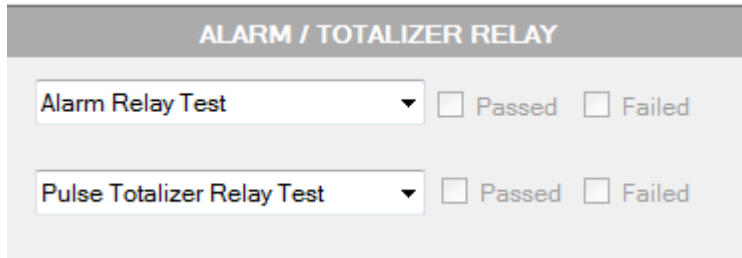 ALARM / TOTALIZER RELAY
Alarm Relay Test Passed Failed
Pulse Totalizer Relay Test Passed Failed